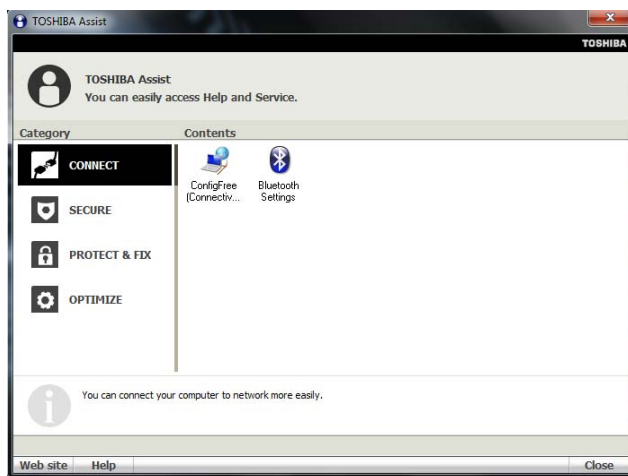 TOSHIBA Assist
TOSHIBA
TOSHIBA Assist
You can easily access Help and Service.
Category
Contents
CONNECT
SECURE
PROTECT & FIX
OPTIMIZE
ConfigFree
(Connectiv...
Bluetooth
Settings
You can connect your computer to network more easily.
Web site
Help
Close